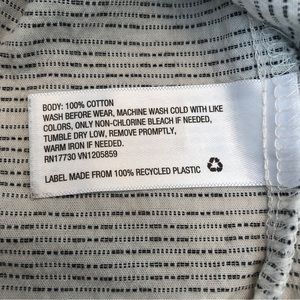 BODY: 100% COTTON
WASH BEFORE WEAR, MACHINE WASH COLD WITH LIKE
COLORS, ONLY NON-CHLORINE BLEACH IF NEEDED,
TUMBLE DRY LOW, REMOVE PROMPTLY,
WARM IRON IF NEEDED.
RN17730 VN1205859
LABEL MADE FROM 100% RECYCLED PLASTIC